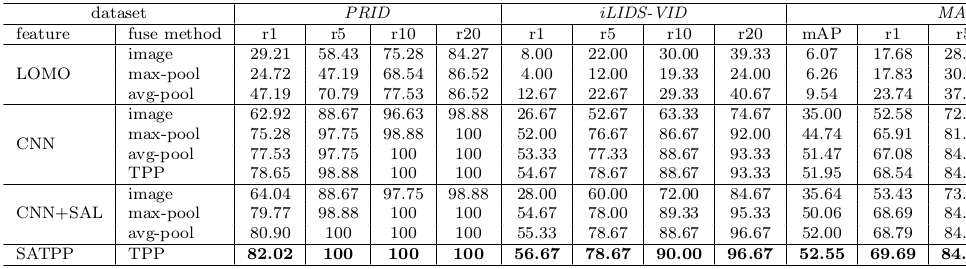 dataset PRID iLIDS-VID MA
feature fuse method r1 r5 r10 r20 r1 r5 r10 r20 mAP r1 r5
LOMO image 29.21 58.43 75.28 84.27 8.00 22.00 30.00 39.33 6.07 17.68 28.
max-pool 24.72 47.19 68.54 86.52 4.00 12.00 19.33 24.00 6.26 17.83 30.
avg-pool 47.19 70.79 77.53 86.52 12.67 22.67 29.33 40.67 9.54 23.74 37.
CNN image 62.92 88.67 96.63 98.88 26.67 52.67 63.33 74.67 35.00 52.58 72.
max-pool 75.28 97.75 98.88 100 52.00 76.67 86.67 92.00 44.74 65.91 81.
avg-pool 77.53 97.75 100 100 53.33 77.33 88.67 93.33 51.47 67.08 84.
TPP 78.65 98.88 100 100 54.67 78.67 88.67 93.33 51.95 68.54 84.
CNN+SAL image 64.04 88.67 97.75 98.88 28.00 60.00 72.00 84.67 35.64 53.43 73.
max-pool 79.77 98.88 100 100 54.67 78.00 89.33 95.33 50.06 68.69 84.
avg-pool 80.90 100 100 100 55.33 78.67 88.67 96.67 52.00 68.79 84.
SATPP TPP 82.02 100 100 100 56.67 78.67 90.00 96.67 52.55 69.69 84.